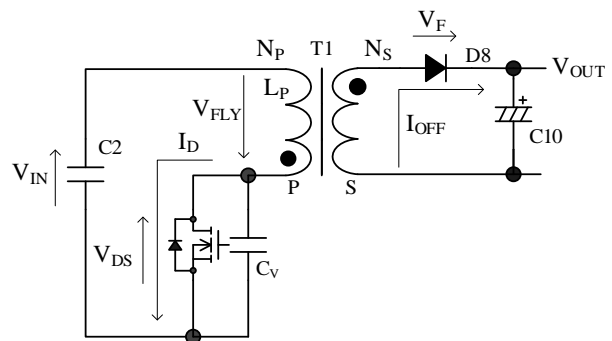 V_F
N_P T1 N_S D8
V_OUT
L_P
V_FLY
I_D
C2
V_IN
I_OFF
+
C10
P S
V_DS
C_V